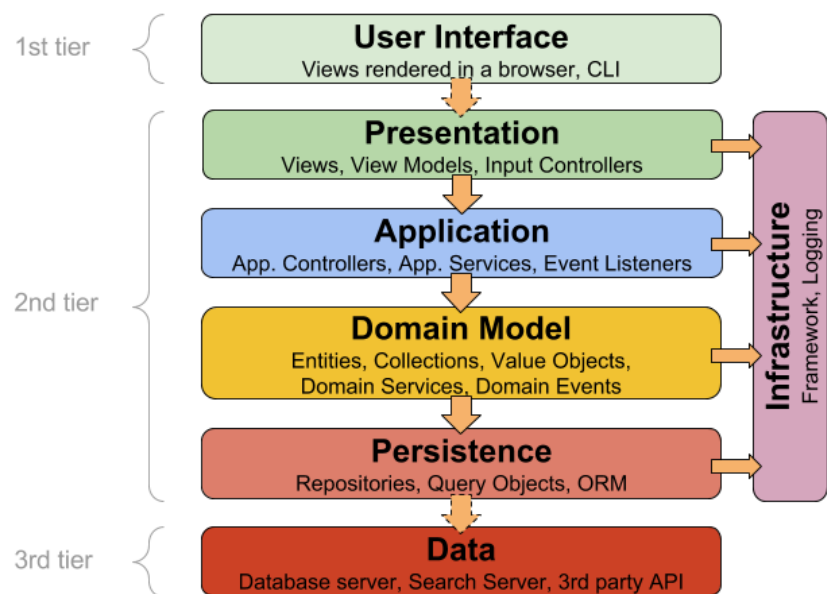 1st tier
User Interface
Views rendered in a browser, CLI
2nd tier
Presentation
Views, View Models, Input Controllers
Application
App. Controllers, App. Services, Event Listeners
Domain Model
Entities, Collections, Value Objects,
Domain Services, Domain Events
Persistence
Repositories, Query Objects, ORM
Infrastructure
Framework, Logging
3rd tier
Data
Database server, Search Server, 3rd party API